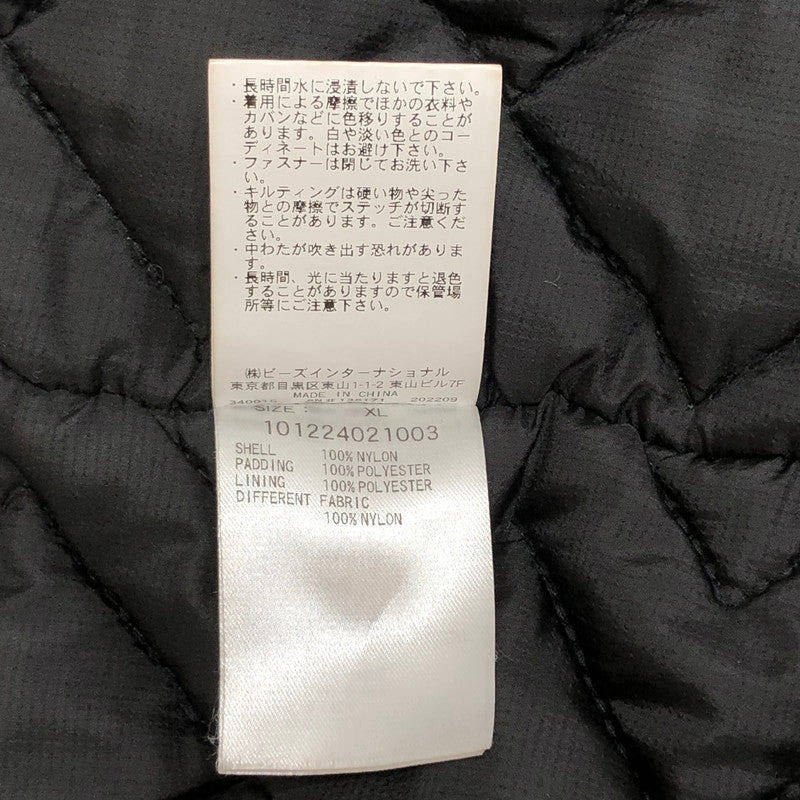 ・長時間水に浸漬しないで下さい。
・着用による摩擦でほかの衣料や
カバンなどに色移りすることが
あります。白や淡い色とのコー
ディネートはお避け下さい。
・ファスナーは閉じてお洗い下さ
い。
・キルティングは硬い物や尖った
物との摩擦でステッチが切断す
ることがあります。ご注意くだ
さい。
・中わたが吹き出す恐れがありま
す。
・長時間、光に当たりますと退色
することがありますので保管場
所等にご注意下さい。
(株)ビーズインターナショナル
東京都目黒区東山1-1-2 東山ビル7F
MADE IN CHINA
202209
SIZE : XL
101224021003
SHELL 100%NYLON
PADDING 100%POLYESTER
LINING 100%POLYESTER
DIFFERENT FABRIC
100%NYLON